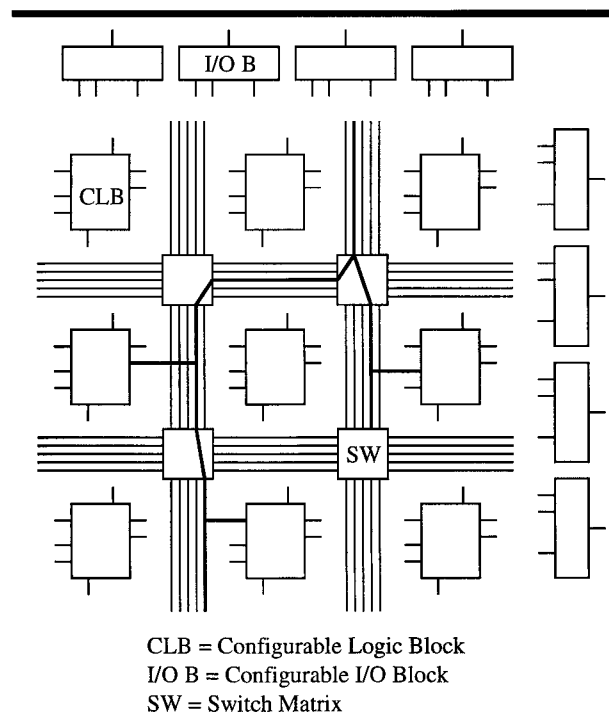 I/O B
CLB
SW
CLB = Configurable Logic Block
I/O B = Configurable I/O Block
SW = Switch Matrix